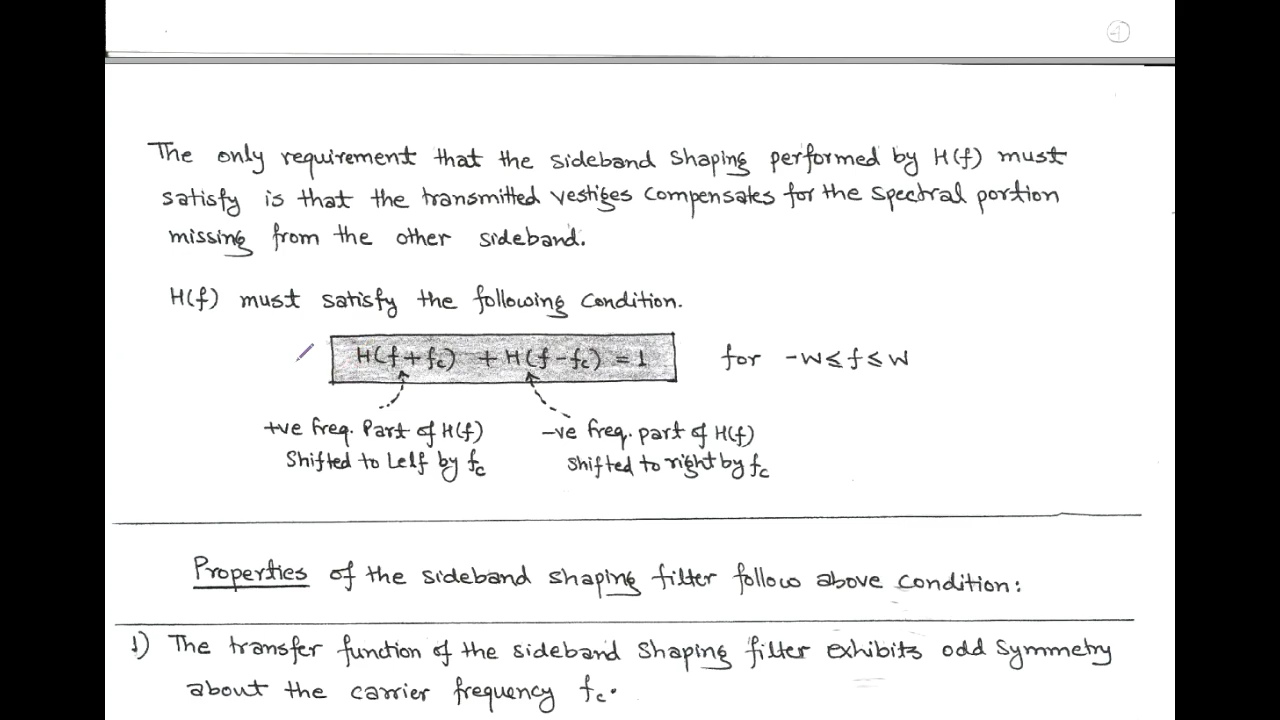 -1
The only requirement that the sideband shaping performed by H(f) must
satisfy is that the transmitted vestiges compensates for the spectral portion
missing from the other sideband.
H(f) must satisfy the following condition.
H(f+fc) + H(f-fc) = 1 for -W≤f≤W
+ve freq. Part of H(f) -ve freq. part of H(f)
Shifted to Lelf by fc shifted to right by fc
Properties of the sideband shaping filter follow above condition:
1) The transfer function of the sideband shaping filter exhibits odd symmetry
about the carrier frequency fc.